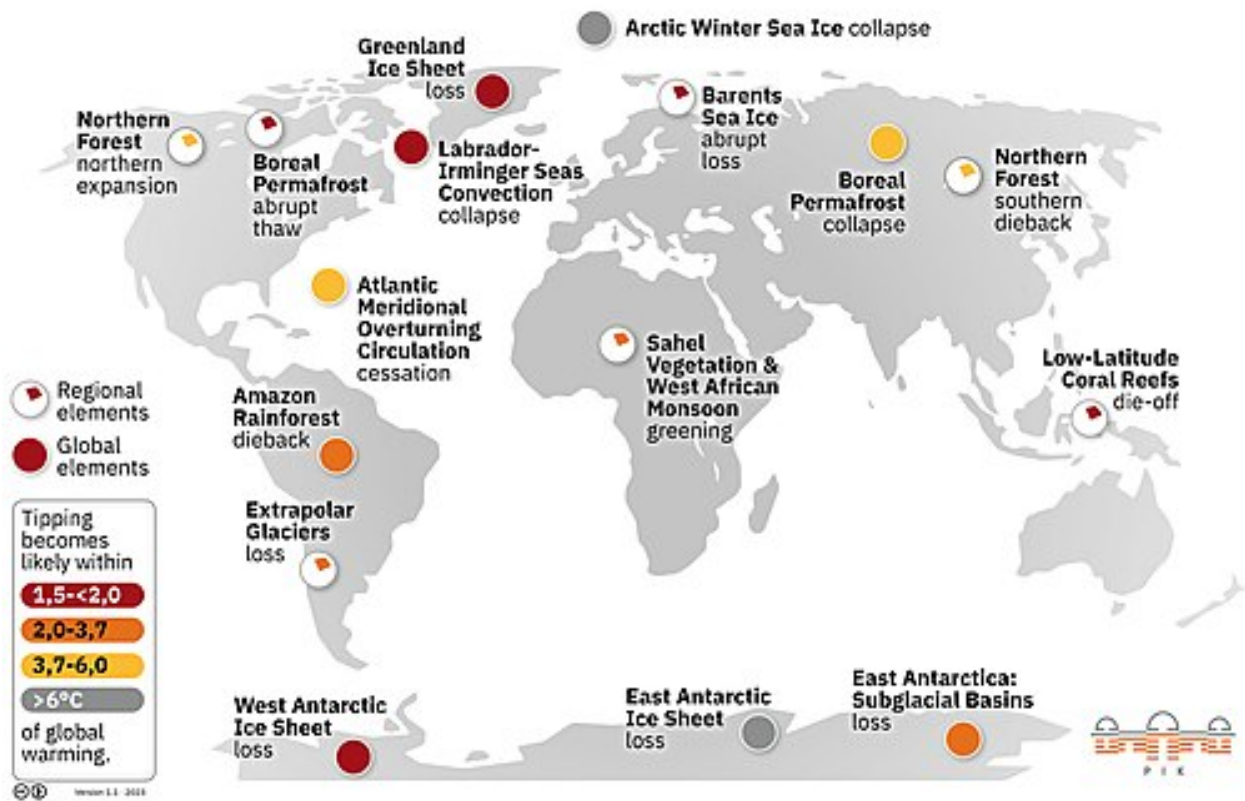 Arctic Winter Sea Ice collapse
Greenland
Ice Sheet
loss
Northern
Forest
northern
expansion
Boreal
Permafrost
abrupt
thaw
Labrador-
Irminger Seas
Convection
collapse
Barents
Sea Ice
abrupt
loss
Boreal
Permafrost
collapse
Northern
Forest
southern
dieback
Atlantic
Meridional
Overturning
Circulation
cessation
Sahel
Vegetation &
West African
Monsoon
greening
Low-Latitude
Coral Reefs
die-off
Regional
elements
Global
elements
Amazon
Rainforest
dieback
Extrapolar
Glaciers
loss
Tipping
becomes
likely within
1,5-<2,0
2,0-3,7
3,7-6,0
>6°C
of global
warming.
West Antarctic
Ice Sheet
loss
East Antarctic
Ice Sheet
loss
East Antarctica:
Subglacial Basins
loss
P I K
Version 1.1